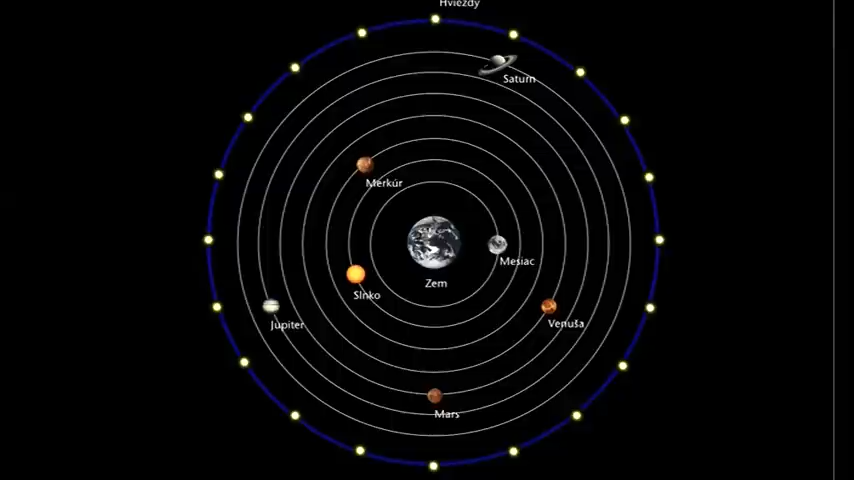 Hviezdy
Saturn
Merkúr
Mesiac
Zem
Slnko
Jupiter
Venuša
Mars